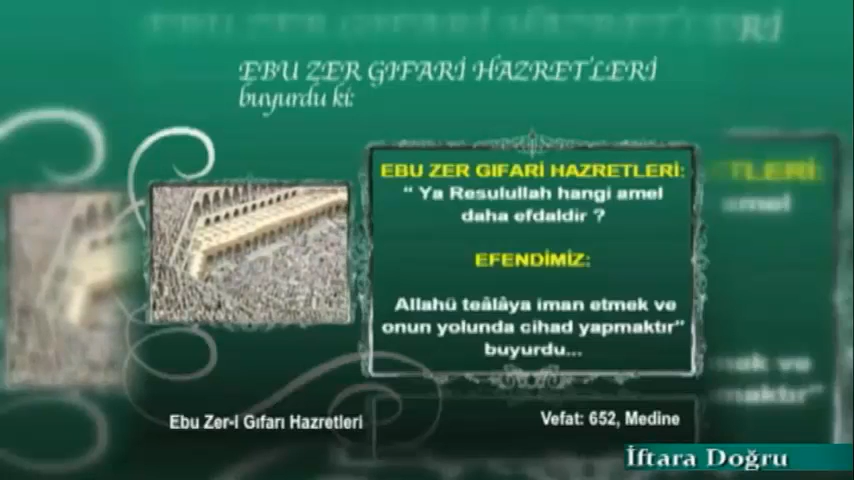 EBU ZER GIFARİ HAZRETLERİ
buyurdu ki:
EBU ZER GIFARİ HAZRETLERİ:
“ Ya Resulullah hangi amel
daha efdaldir ?
EFENDİMİZ:
Allahü teâlâya iman etmek ve
onun yolunda cihad yapmaktır”
buyurdu...
Ebu Zer-I Gıfarı Hazretleri
Vefat: 652, Medine
İftara Doğru